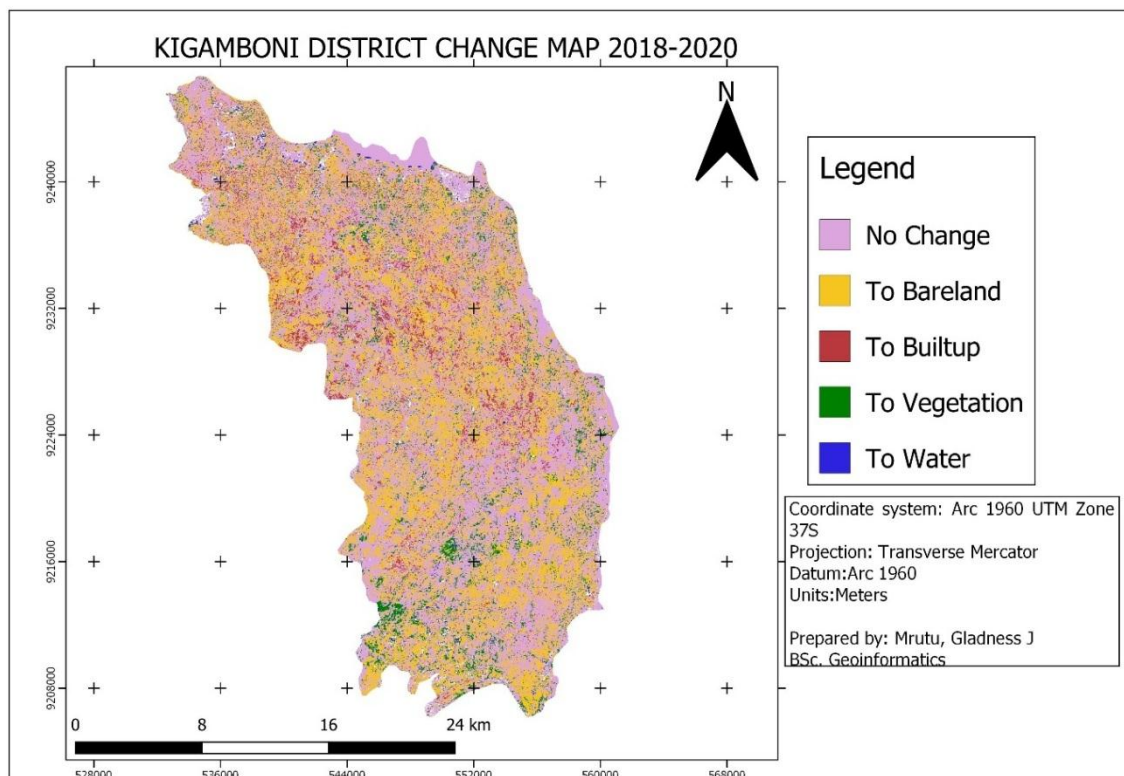 KIGAMBONI DISTRICT CHANGE MAP 2018-2020
N
9240000
9232000
9224000
9216000
9208000
0 8 16 24 km
528000 536000 544000 552000 560000 568000
Legend
No Change
To Bareland
To Builtup
To Vegetation
To Water
Coordinate system: Arc 1960 UTM Zone
37S
Projection: Transverse Mercator
Datum:Arc 1960
Units:Meters
Prepared by: Mrutu, Gladness J
BSc. Geoinformatics